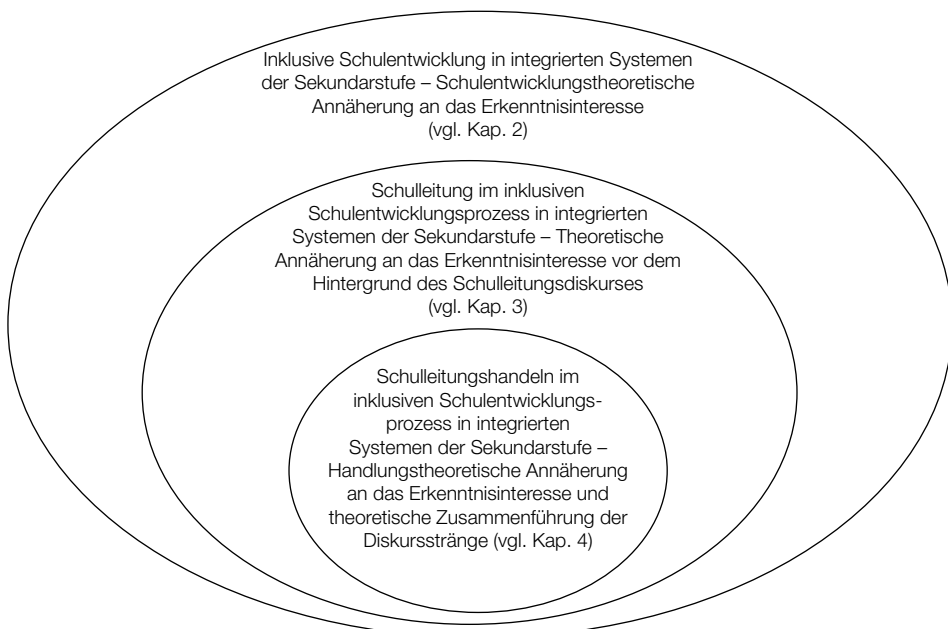 Inklusive Schulentwicklung in integrierten Systemen
der Sekundarstufe – Schulentwicklungstheoretische
Annäherung an das Erkenntnisinteresse
(vgl. Kap. 2)
Schulleitung im inklusiven
Schulentwicklungsprozess in integrierten
Systemen der Sekundarstufe – Theoretische
Annäherung an das Erkenntnisinteresse vor dem
Hintergrund des Schulleitungsdiskurses
(vgl. Kap. 3)
Schulleitungshandeln im
inklusiven Schulentwicklungs-
prozess in integrierten
Systemen der Sekundarstufe –
Handlungstheoretische Annäherung
an das Erkenntnisinteresse und
theoretische Zusammenführung der
Diskursstränge (vgl. Kap. 4)